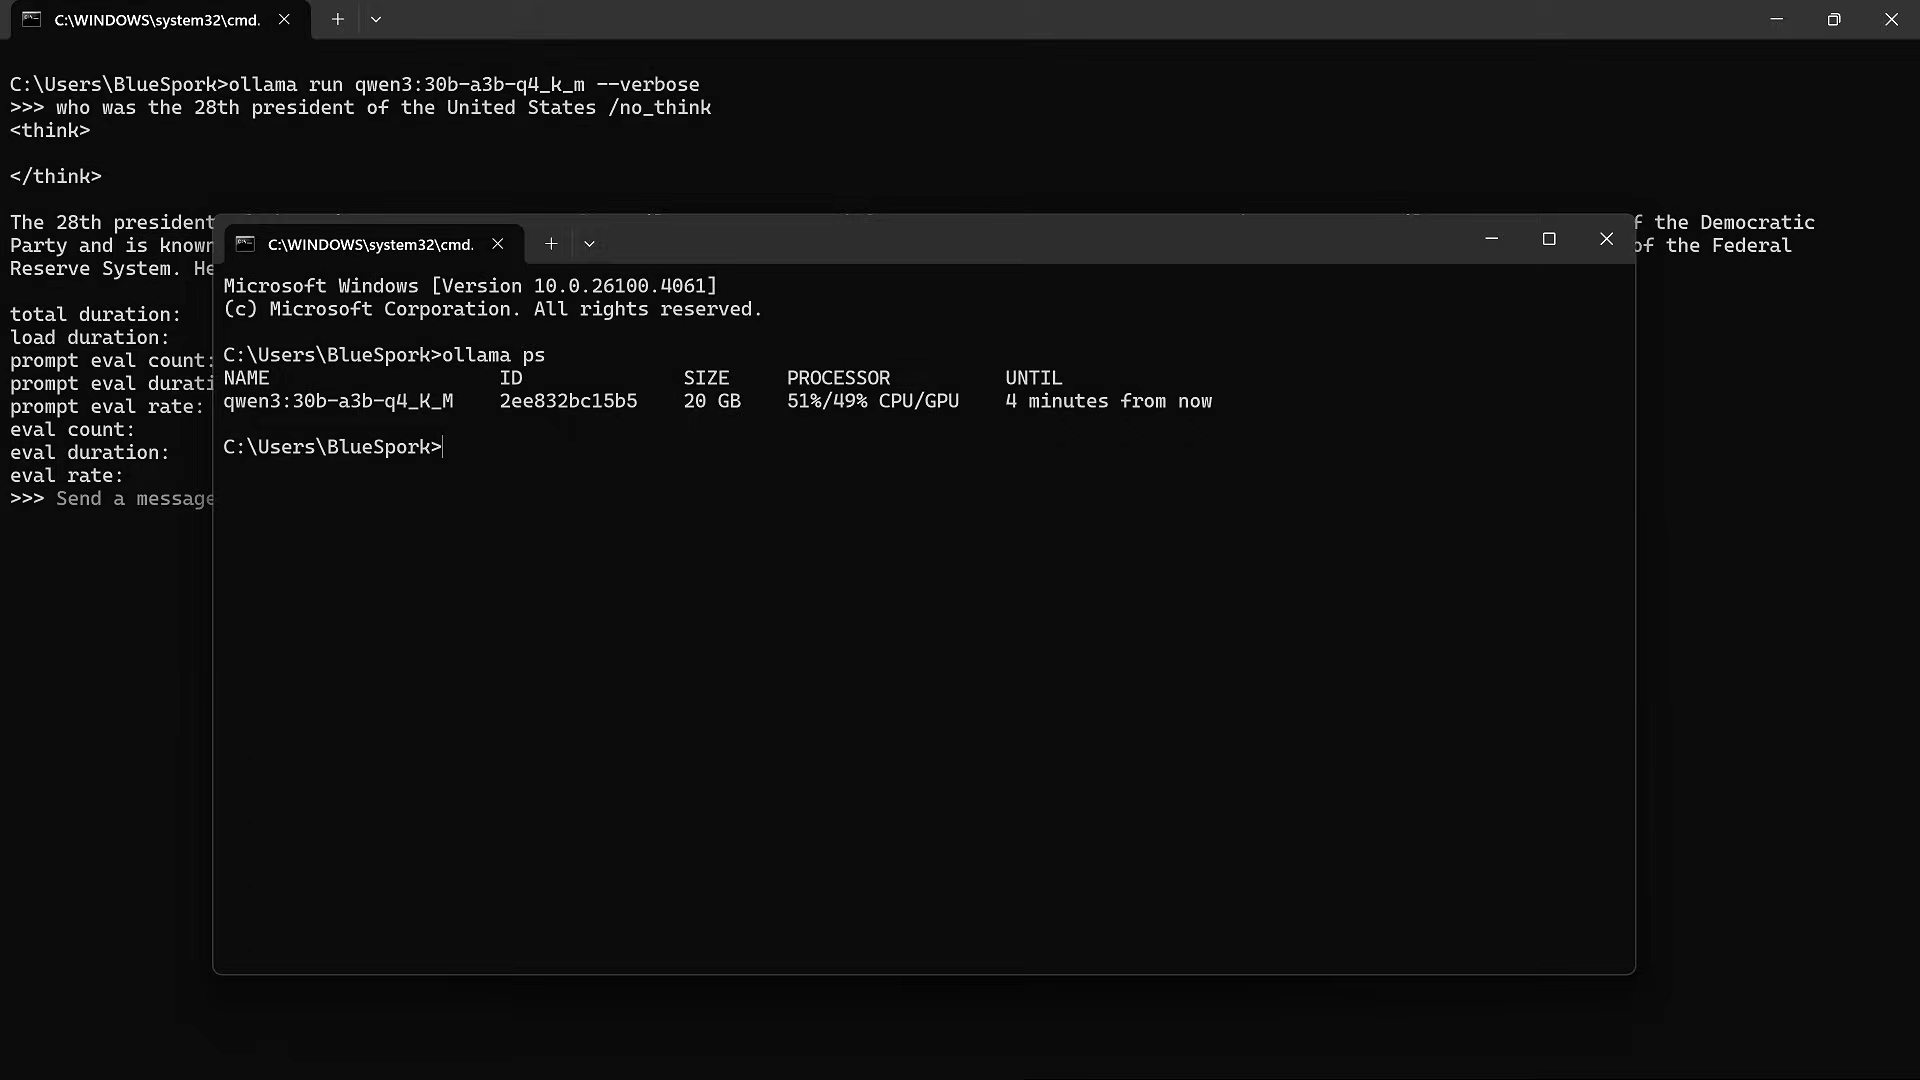 C:\WINDOWS\system32\cmd.
C:\Users\BlueSpork>ollama run qwen3:30b-a3b-q4_k_m --verbose
>>> who was the 28th president of the United States /no_think
<think>
</think>
The 28th president
f the Democratic
Party and is known
of the Federal
Reserve System. He
total duration:
load duration:
prompt eval count:
prompt eval durati
prompt eval rate:
eval count:
eval duration:
eval rate:
>>> Send a message
C:\WINDOWS\system32\cmd.
Microsoft Windows [Version 10.0.26100.4061]
(c) Microsoft Corporation. All rights reserved.
C:\Users\BlueSpork>ollama ps
NAME ID SIZE PROCESSOR UNTIL
qwen3:30b-a3b-q4_K_M 2ee832bc15b5 20 GB 51%/49% CPU/GPU 4 minutes from now
C:\Users\BlueSpork>